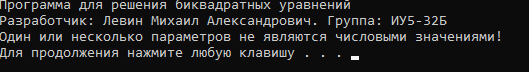 Программа для решения биквадратных уравнений
Разработчик: Левин Михаил Александрович. Группа: ИУ5-32Б
Один или несколько параметров не являются числовыми значениями!
Для продолжения нажмите любую клавишу . . .